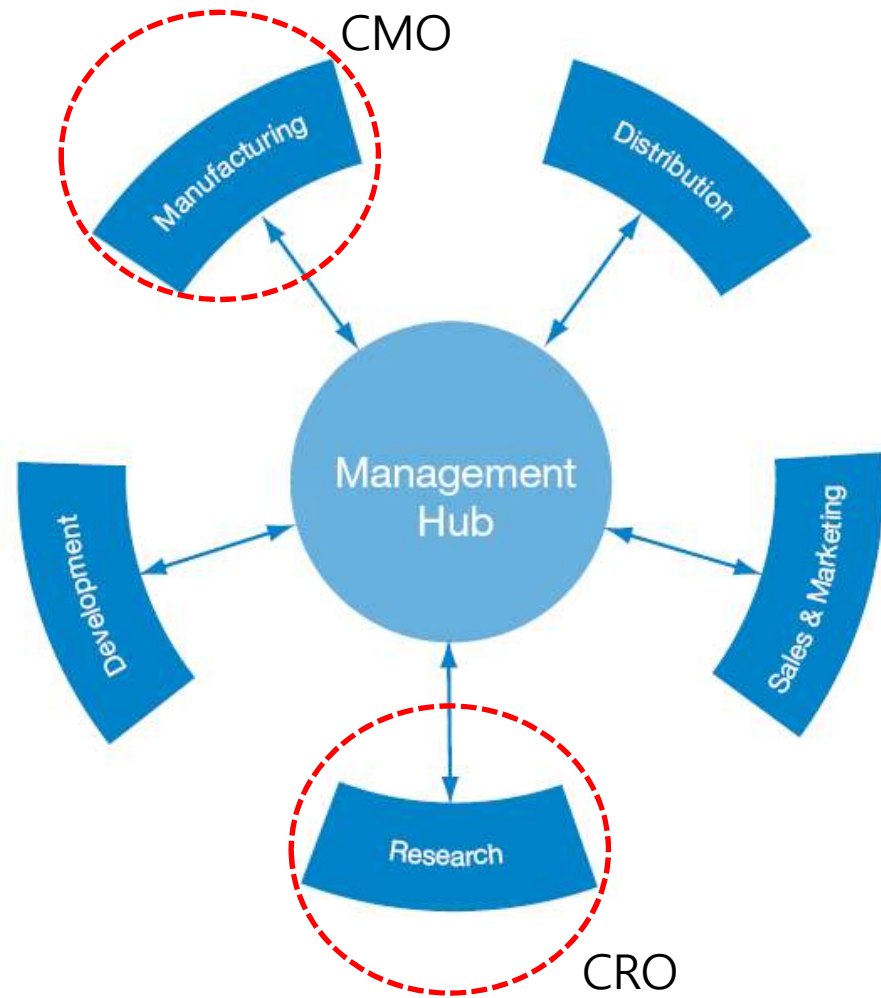 CMO
Manufacturing
Distribution
Management
Hub
Development
Sales & Marketing
Research
CRO